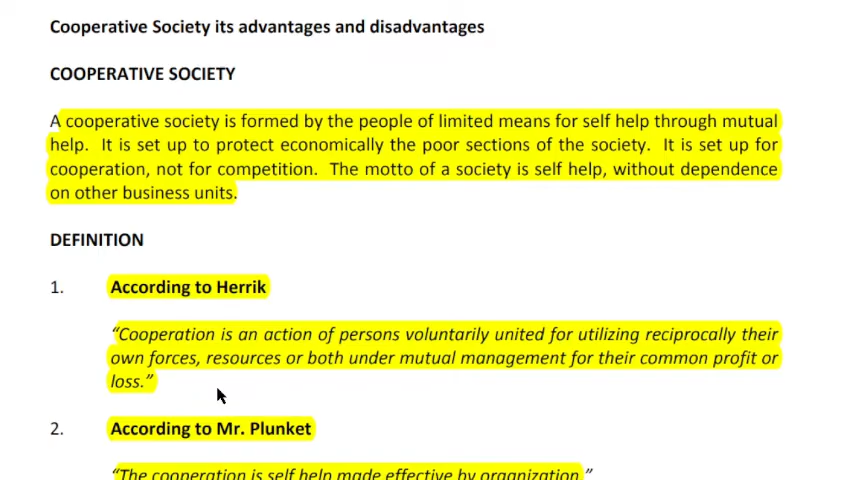 Cooperative Society its advantages and disadvantages
COOPERATIVE SOCIETY
A cooperative society is formed by the people of limited means for self help through mutual
help. It is set up to protect economically the poor sections of the society. It is set up for
cooperation, not for competition. The motto of a society is self help, without dependence
on other business units.
DEFINITION
1. According to Herrik
“Cooperation is an action of persons voluntarily united for utilizing reciprocally their
own forces, resources or both under mutual management for their common profit or
loss.”
2. According to Mr. Plunket
“The cooperation is self help made effective by organization.”